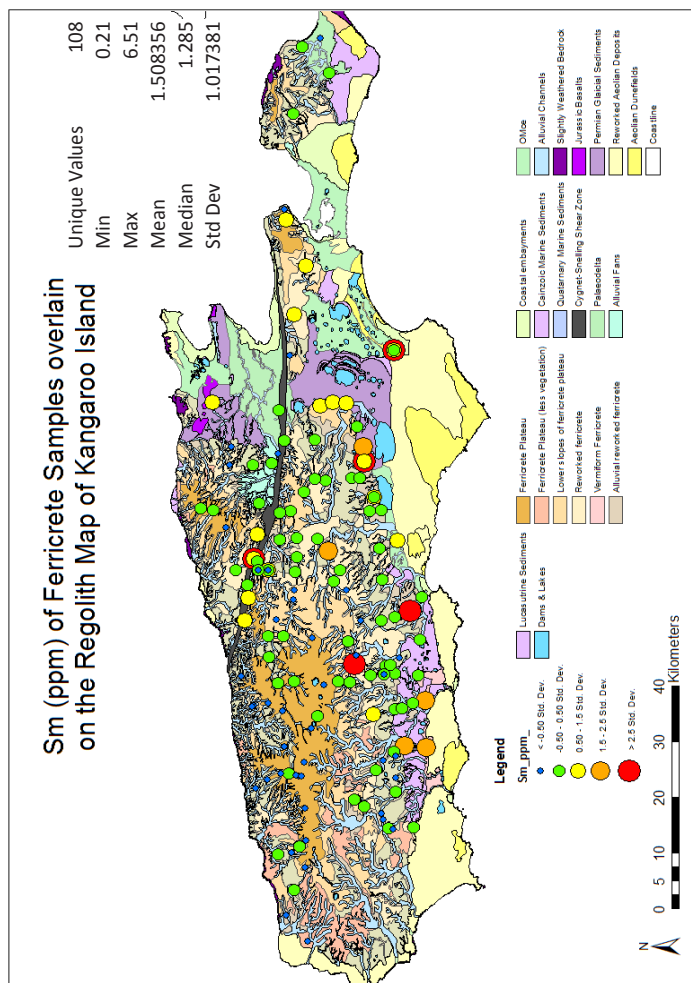 Sm (ppm) of Ferricrete Samples overlain
on the Regolith Map of Kangaroo Island
Unique Values 108
Min 0.21
Max 6.51
Mean 1.508356
Median 1.285
Std Dev 1.017381
Legend
Sm_ppm_
< -0.50 Std. Dev.
-0.50 - 0.50 Std. Dev.
0.50 - 1.5 Std. Dev.
1.5 - 2.5 Std. Dev.
> 2.5 Std. Dev.
Lucasutrine Sediments
Dams & Lakes
Ferricrete Plateau
Ferricrete Plateau (less vegetation)
Lower slopes of ferricrete plateau
Reworked ferricrete
Vermiform Ferricrete
Alluvial reworked ferricrete
Coastal embayments
Cainzoic Marine Sediments
Quatarnary Marine Sediments
Cygnet-Snelling Shear Zone
Palaeodelta
Alluvial Fans
OMce
Alluvial Channels
Slightly Weathered Bedrock
Jurassic Basalts
Permian Glaicial Sediments
Reworked Aeolian Deposits
Aeolian Dunefields
Coastline
N
0 5 10 20 30 40
Kilometers